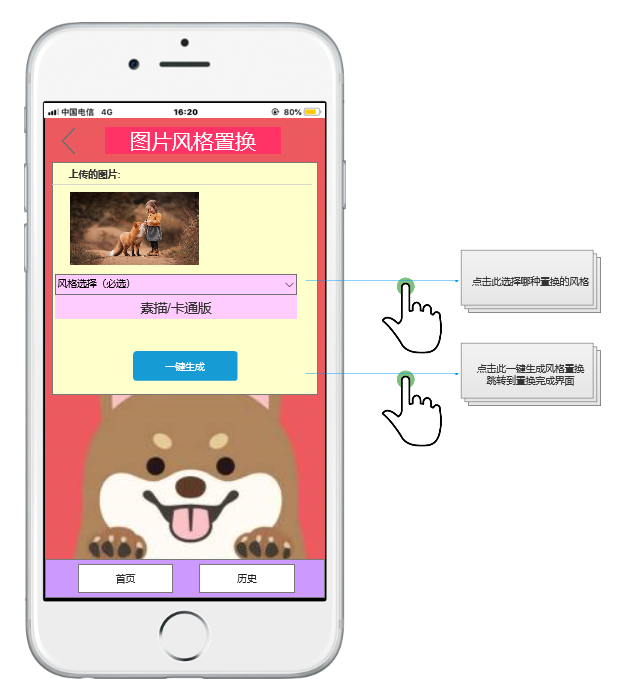 中国电信 4G 16:20 80%
图片风格置换
上传的图片:
风格选择（必选）
素描/卡通版
一键生成
首页 历史
点击此选择哪种置换的风格
点击此一键生成风格置换
跳转到置换完成界面